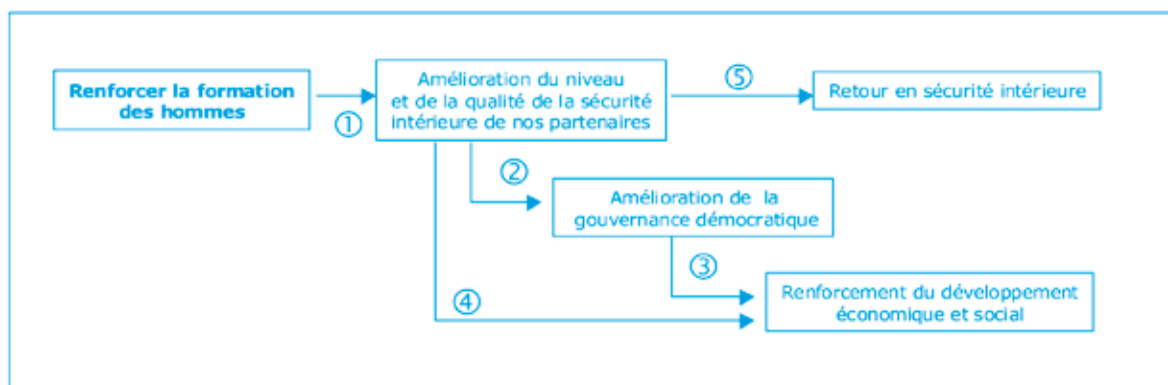 Renforcer la formation
des hommes
①
Amélioration du niveau
et de la qualité de la sécurité
intérieure de nos partenaires
⑤
Retour en sécurité intérieure
②
Amélioration de la
gouvernance démocratique
③
④
Renforcement du développement
économique et social